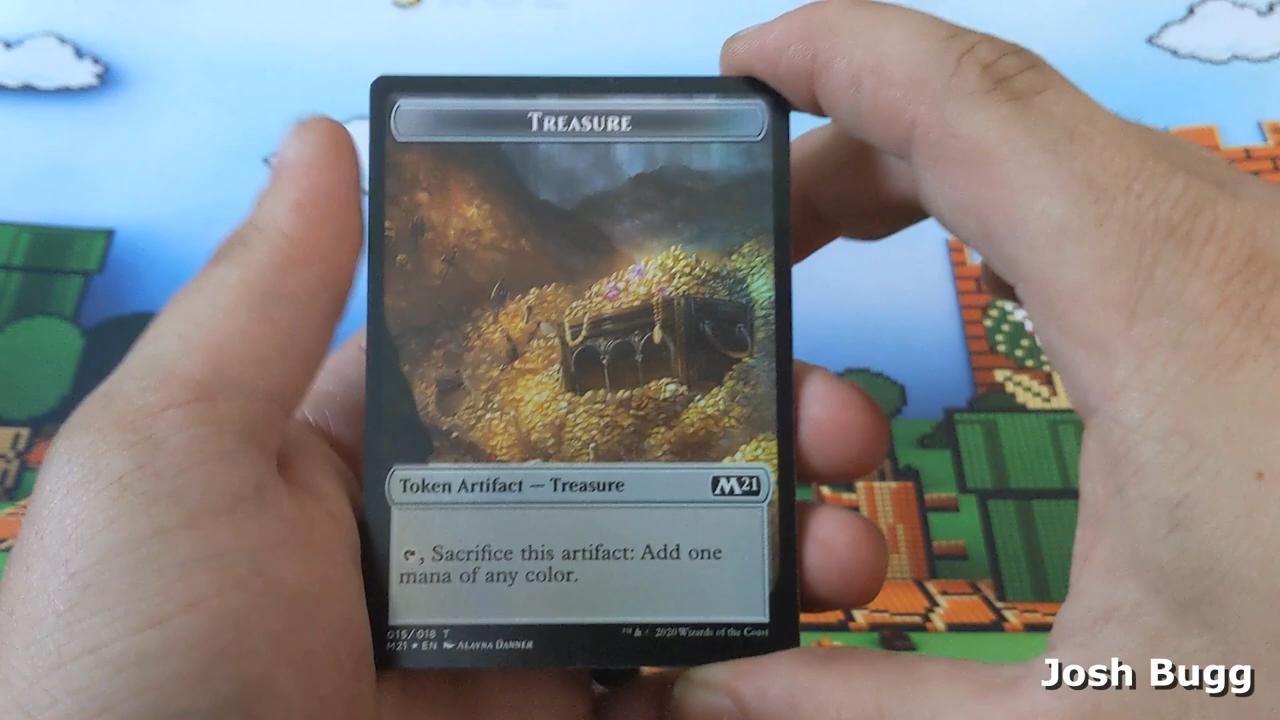 TREASURE
Token Artifact — Treasure M21
, Sacrifice this artifact: Add one
mana of any color.
015/018 T
™ & © 2020 Wizards of the Coast
M21 ★ EN ALAYNA DANNER
Josh Bugg